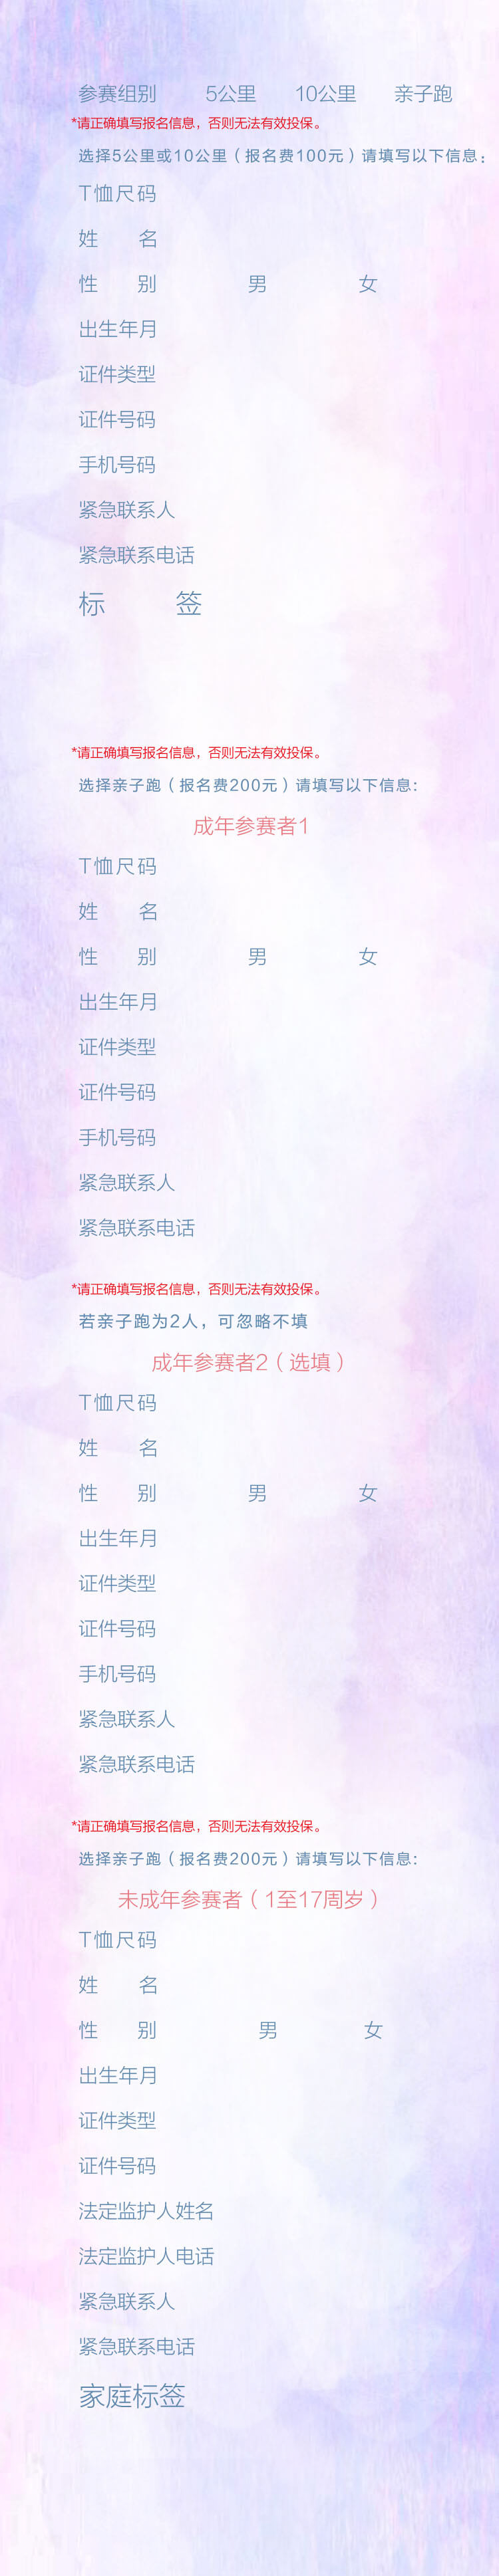 参赛组别 5公里 10公里 亲子跑
*请正确填写报名信息，否则无法有效投保。
选择5公里或10公里（报名费100元）请填写以下信息：
T恤尺码
姓 名
性 别 男 女
出生年月
证件类型
证件号码
手机号码
紧急联系人
紧急联系电话
标 签
*请正确填写报名信息，否则无法有效投保。
选择亲子跑（报名费200元）请填写以下信息：
成年参赛者1
T恤尺码
姓 名
性 别 男 女
出生年月
证件类型
证件号码
手机号码
紧急联系人
紧急联系电话
*请正确填写报名信息，否则无法有效投保。
若亲子跑为2人，可忽略不填
成年参赛者2（选填）
T恤尺码
姓 名
性 别 男 女
出生年月
证件类型
证件号码
手机号码
紧急联系人
紧急联系电话
*请正确填写报名信息，否则无法有效投保。
选择亲子跑（报名费200元）请填写以下信息：
未成年参赛者（1至17周岁）
T恤尺码
姓 名
性 别 男 女
出生年月
证件类型
证件号码
法定监护人姓名
法定监护人电话
紧急联系人
紧急联系电话
家庭标签